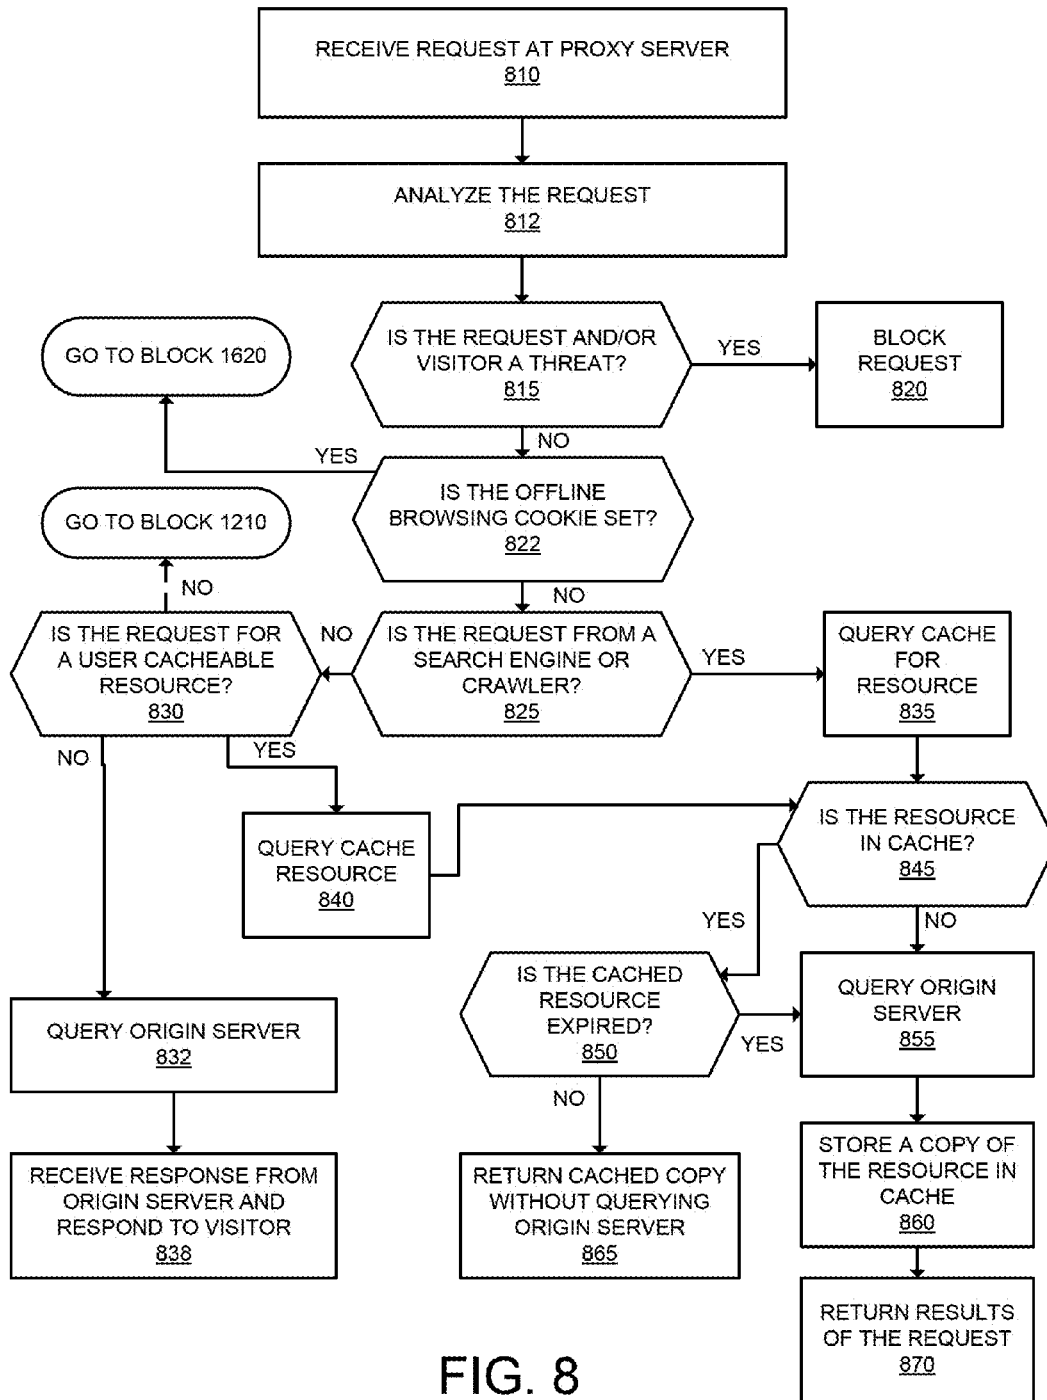 RECEIVE REQUEST AT PROXY SERVER
810
ANALYZE THE REQUEST
812
IS THE REQUEST AND/OR
VISITOR A THREAT?
815
YES
BLOCK
REQUEST
820
NO
GO TO BLOCK 1620
YES
IS THE OFFLINE
BROWSING COOKIE SET?
822
GO TO BLOCK 1210
NO
NO
IS THE REQUEST FOR
A USER CACHEABLE
RESOURCE?
830
NO
IS THE REQUEST FROM A
SEARCH ENGINE OR
CRAWLER?
825
YES
QUERY CACHE
FOR
RESOURCE
835
NO
YES
QUERY CACHE
RESOURCE
840
IS THE RESOURCE
IN CACHE?
845
YES
NO
IS THE CACHED
RESOURCE
EXPIRED?
850
YES
QUERY ORIGIN
SERVER
855
QUERY ORIGIN SERVER
832
NO
RECEIVE RESPONSE FROM
ORIGIN SERVER AND
RESPOND TO VISITOR
838
RETURN CACHED COPY
WITHOUT QUERYING
ORIGIN SERVER
865
STORE A COPY OF
THE RESOURCE IN
CACHE
860
RETURN RESULTS
OF THE REQUEST
870
FIG. 8